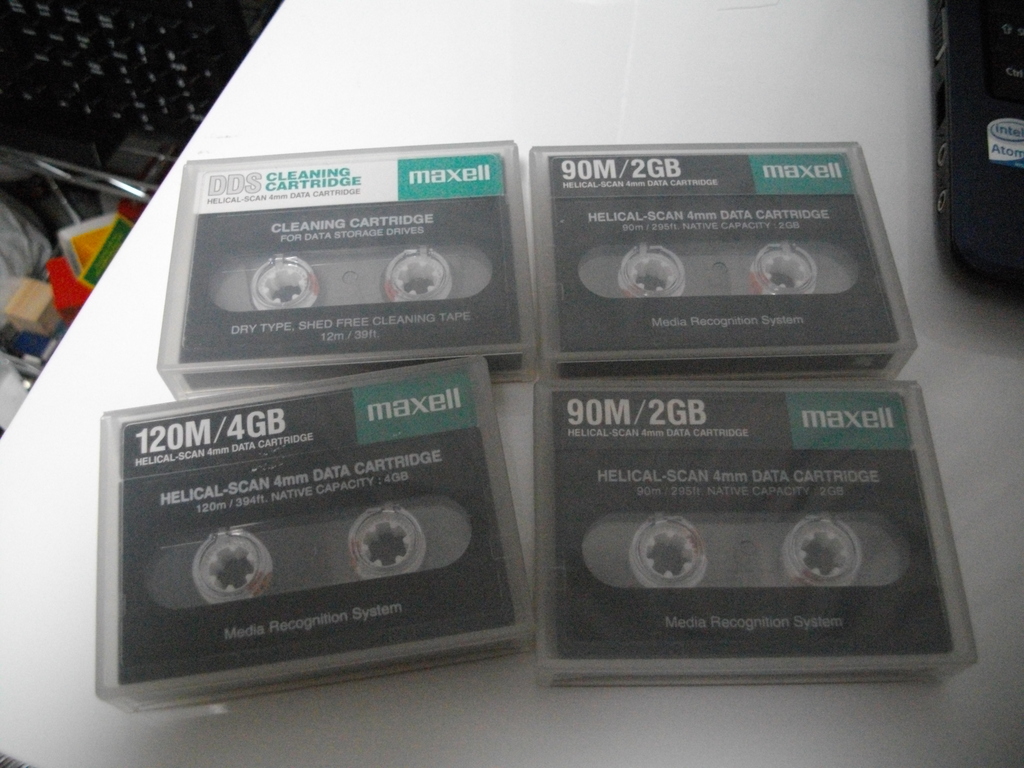 DDS CLEANING CARTRIDGE
HELICAL-SCAN 4mm DATA CARTRIDGE
maxell
CLEANING CARTRIDGE
FOR DATA STORAGE DRIVES
DRY TYPE, SHED FREE CLEANING TAPE
12m / 39ft.
90M/2GB
HELICAL-SCAN 4mm DATA CARTRIDGE
maxell
HELICAL-SCAN 4mm DATA CARTRIDGE
90m / 295ft. NATIVE CAPACITY : 2GB
Media Recognition System
120M/4GB
HELICAL-SCAN 4mm DATA CARTRIDGE
maxell
HELICAL-SCAN 4mm DATA CARTRIDGE
120m / 394ft. NATIVE CAPACITY : 4GB
Media Recognition System
90M/2GB
HELICAL-SCAN 4mm DATA CARTRIDGE
maxell
HELICAL-SCAN 4mm DATA CARTRIDGE
90m / 295ft. NATIVE CAPACITY : 2GB
Media Recognition System
Ctrl
intel
Atom